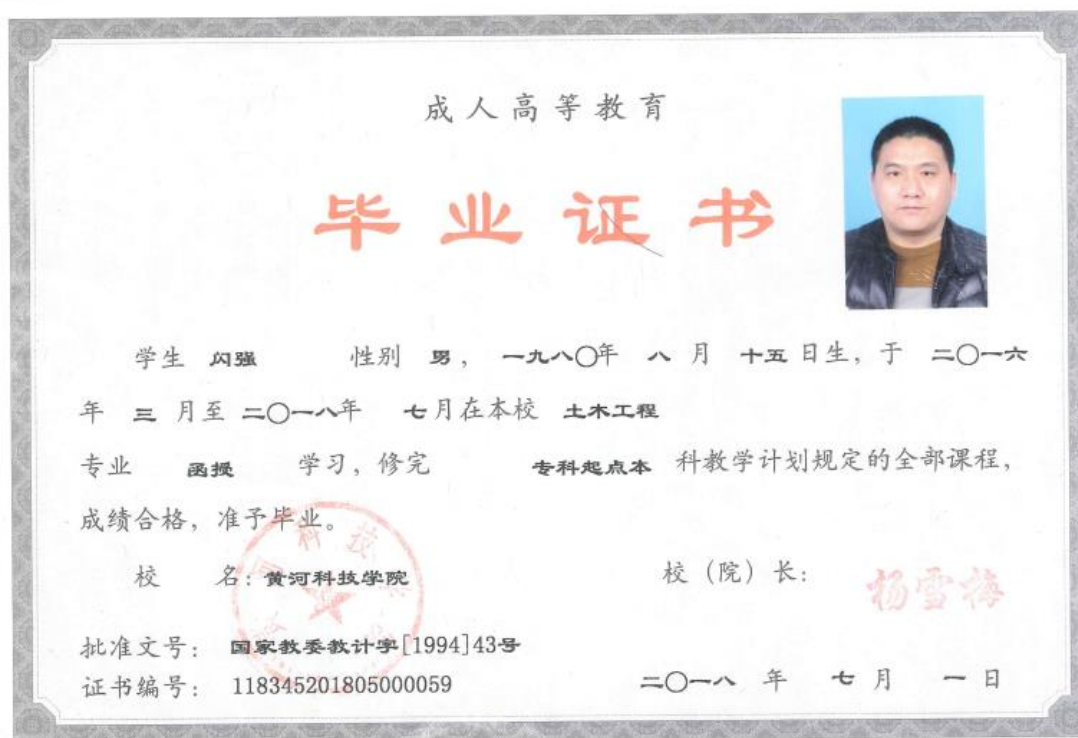 成人高等教育
毕业证书
学生 闪强 性别 男， 一九八〇年 八 月 十五 日生，于 二〇一六
年 三 月至 二〇一八年 七月在本校 土木工程
专业 函授 学习，修完 专科起点本 科教学计划规定的全部课程，
成绩合格，准予毕业。
校 名：黄河科技学院
校（院）长：
杨雪梅
批准文号： 国家教委教计字[1994]43号
证书编号： 118345201805000059
二〇一八 年 七 月 一 日